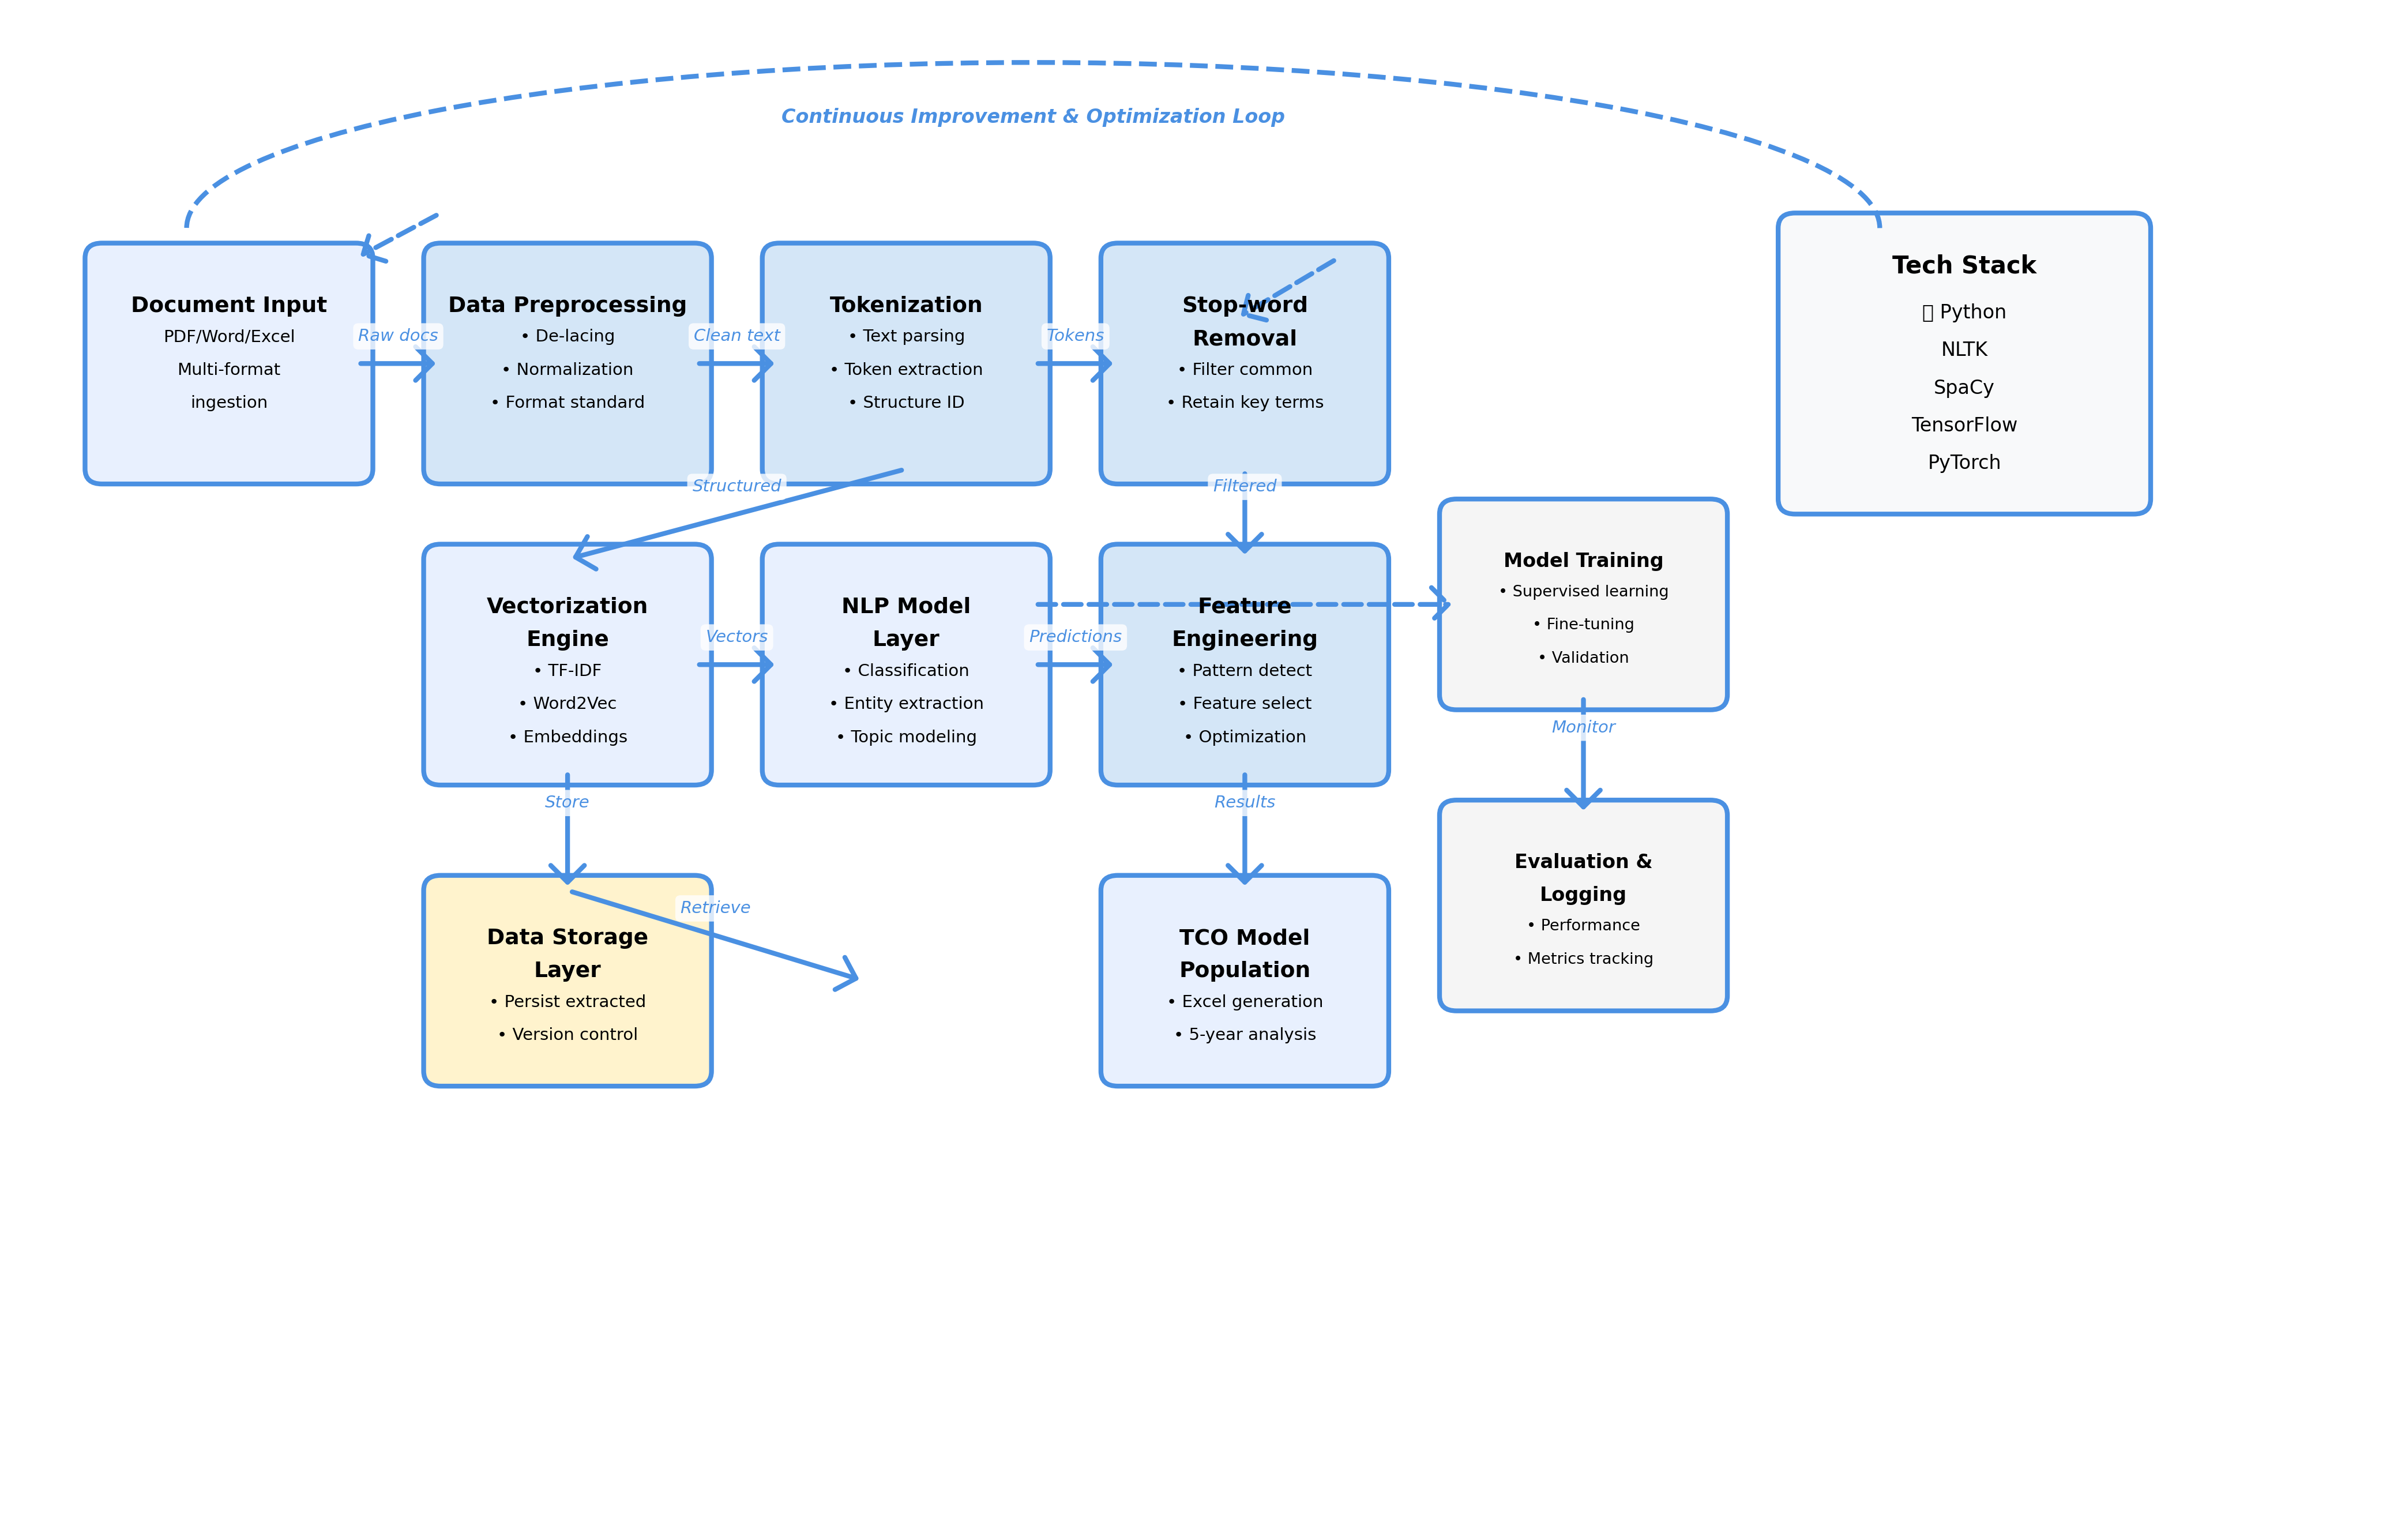 Continuous Improvement & Optimization Loop
Document Input
PDF/Word/Excel
Multi-format
ingestion
Raw docs
Data Preprocessing
• De-lacing
• Normalization
• Format standard
Clean text
Tokenization
• Text parsing
• Token extraction
• Structure ID
Tokens
Stop-word
Removal
• Filter common
• Retain key terms
Tech Stack
▯ Python
NLTK
SpaCy
TensorFlow
PyTorch
Structured
Filtered
Vectorization
Engine
• TF-IDF
• Word2Vec
• Embeddings
Vectors
NLP Model
Layer
• Classification
• Entity extraction
• Topic modeling
Predictions
Feature
Engineering
• Pattern detect
• Feature select
• Optimization
Model Training
• Supervised learning
• Fine-tuning
• Validation
Monitor
Store
Results
Data Storage
Layer
• Persist extracted
• Version control
Retrieve
TCO Model
Population
• Excel generation
• 5-year analysis
Evaluation &
Logging
• Performance
• Metrics tracking